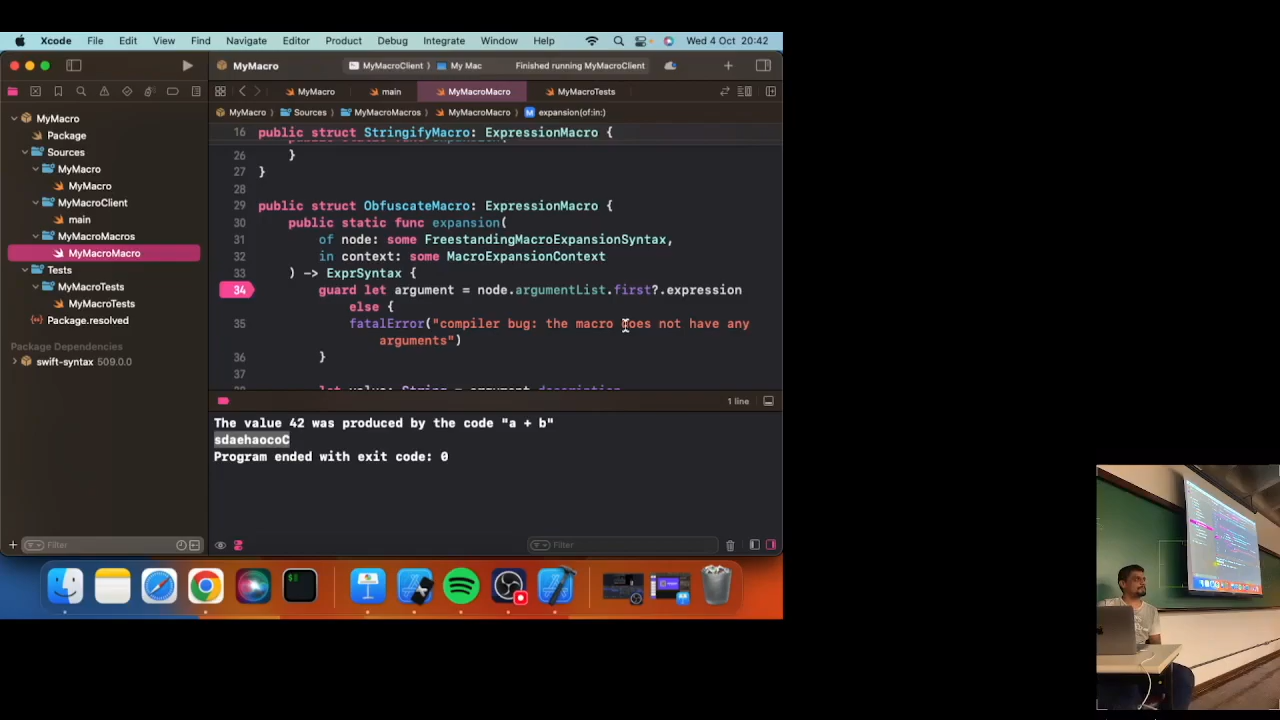 Xcode File Edit View Find Navigate Editor Product Debug Integrate Window Help Wed 4 Oct 20:42
MyMacro MyMacroClient My Mac Finished running MyMacroClient
MyMacro main MyMacroMacro MyMacroTests
MyMacro Sources MyMacroMacros MyMacroMacro M expansion(of:in:)
MyMacro
Package
Sources
MyMacro
MyMacro
MyMacroClient
main
MyMacroMacros
MyMacroMacro
Tests
MyMacroTests
MyMacroTests
Package.resolved
Package Dependencies
swift-syntax 509.0.0
Filter
16 public struct StringifyMacro: ExpressionMacro {
26 }
27 }
28
29 public struct ObfuscateMacro: ExpressionMacro {
30 public static func expansion(
31 of node: some FreestandingMacroExpansionSyntax,
32 in context: some MacroExpansionContext
33 ) -> ExprSyntax {
34 guard let argument = node.argumentList.first?.expression
else {
35 fatalError("compiler bug: the macro does not have any
arguments")
36 }
37
let value: String = argument.description
1 line
The value 42 was produced by the code "a + b"
sdaehaocoC
Program ended with exit code: 0
Filter